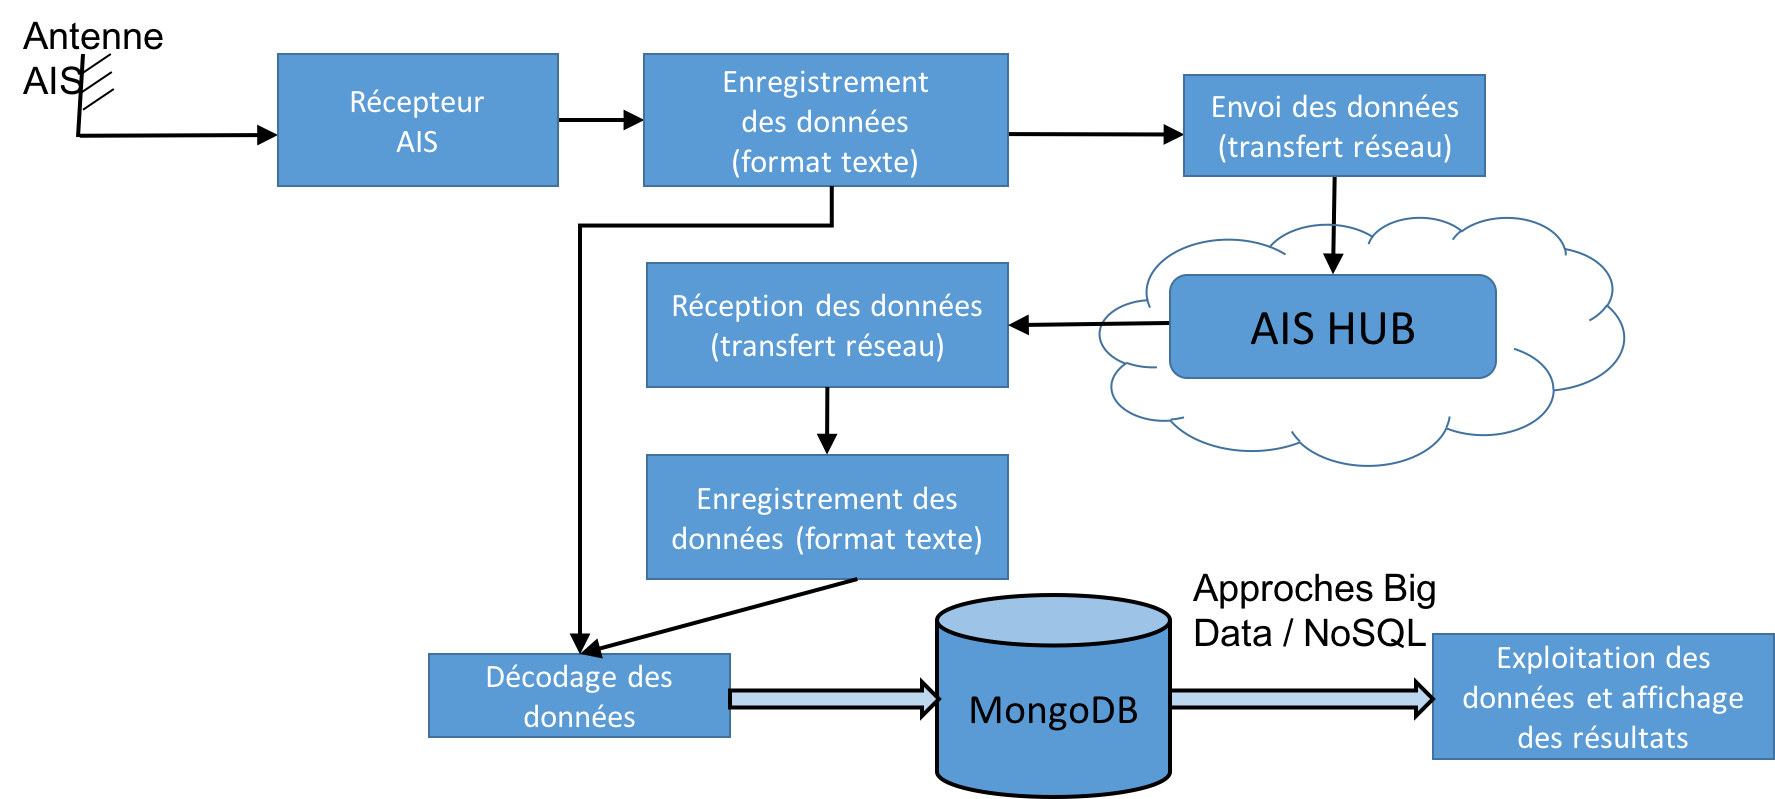 Antenne
AIS
Récepteur
AIS
Enregistrement
des données
(format texte)
Envoi des données
(transfert réseau)
Réception des données
(transfert réseau)
AIS HUB
Enregistrement des
données (format texte)
Décodage des
données
MongoDB
Approches Big
Data / NoSQL
Exploitation des
données et affichage
des résultats